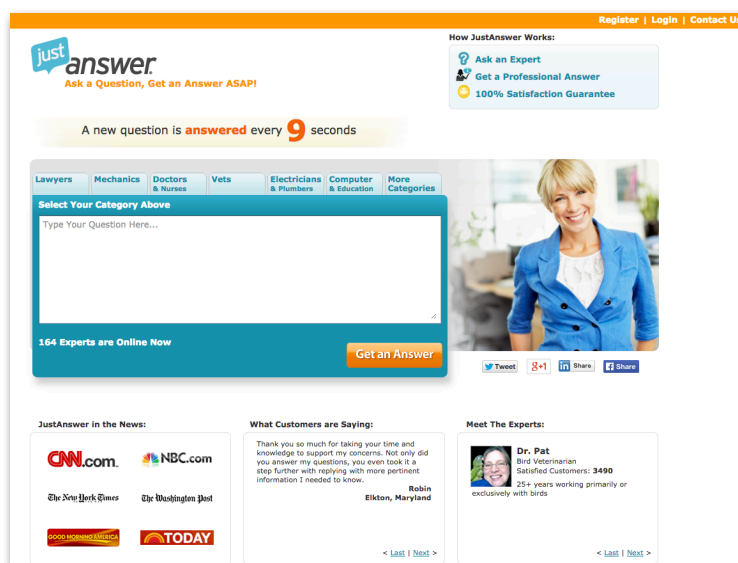 Register | Login | Contact
How JustAnswer Works:
just
answer.
Ask a Question, Get an Answer ASAP!
Ask an Expert
Get a Professional Answer
100% Satisfaction Guarantee
A new question is answered every 9 seconds
Lawyers
Mechanics
Doctors
& Nurses
Vets
Electricians
& Plumbers
Computer
& Education
More
Categories
Select Your Category Above
Type Your Question Here...
164 Experts are Online Now
Get an Answer
Tweet
g+1
in Share
f Share
JustAnswer in the News:
CNN.com
NBC.com
The New York Times
The Washington Post
GOOD MORNING AMERICA
TODAY
What Customers are Saying:
Thank you so much for taking your time and
knowledge to support my concerns. Not only did
you answer my questions, you even took it a
step further with replying with more pertinent
information I needed to know.
Robin
Elkton, Maryland
< Last | Next >
Meet The Experts:
Dr. Pat
Bird Veterinarian
Satisfied Customers: 3490
25+ years working primarily or
exclusively with birds
< Last | Next >